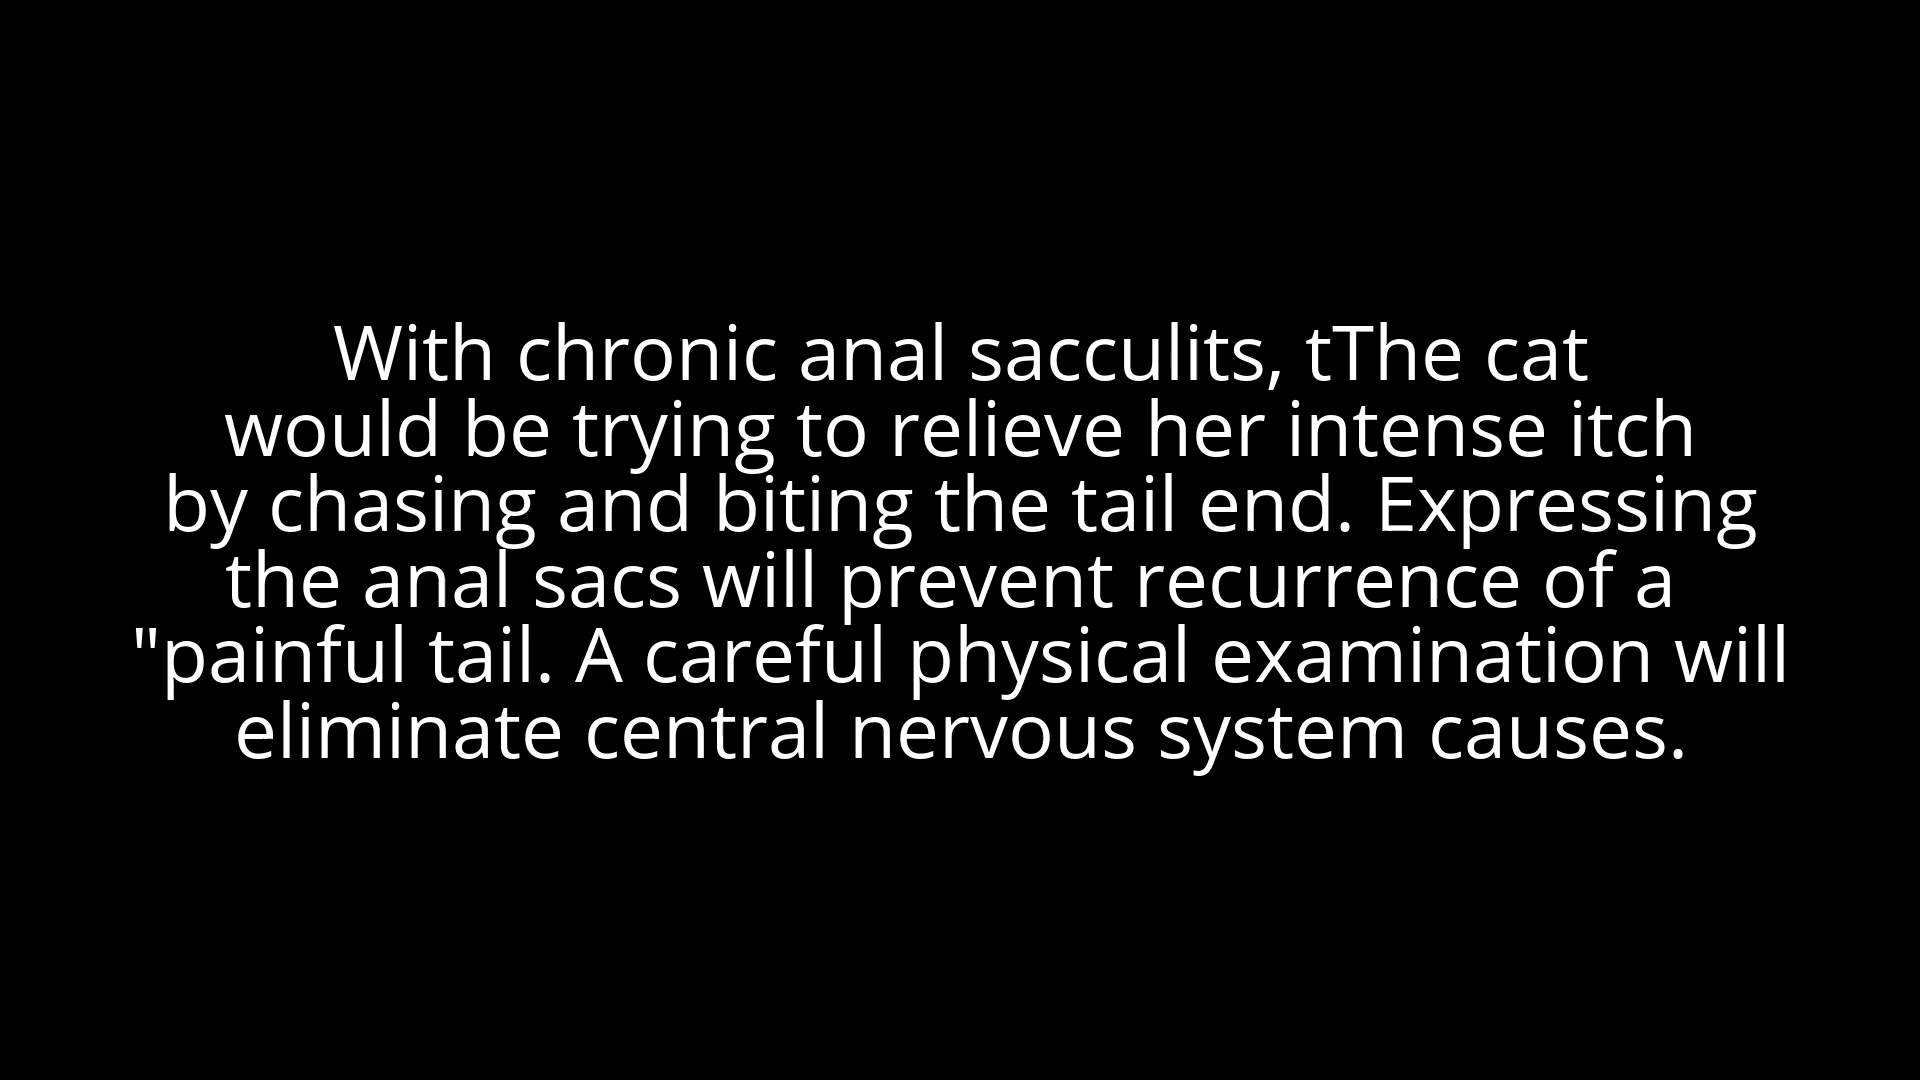 With chronic anal sacculits, tThe cat
would be trying to relieve her intense itch
by chasing and biting the tail end. Expressing
the anal sacs will prevent recurrence of a
"painful tail. A careful physical examination will
eliminate central nervous system causes.